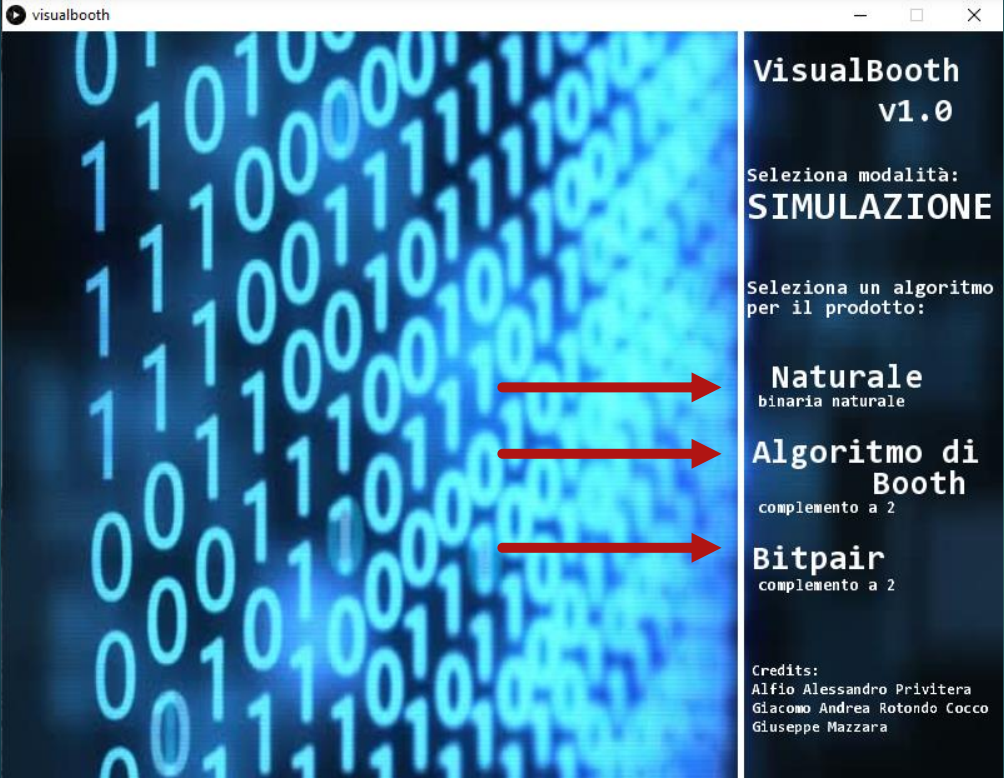 visualbooth
VisualBooth
v1.0
Seleziona modalità:
SIMULAZIONE
Seleziona un algoritmo
per il prodotto:
Naturale
binaria naturale
Algoritmo di
Booth
complemento a 2
Bitpair
complemento a 2
Credits:
Alfio Alessandro Privitera
Giacomo Andrea Rotondo Cocco
Giuseppe Mazzara